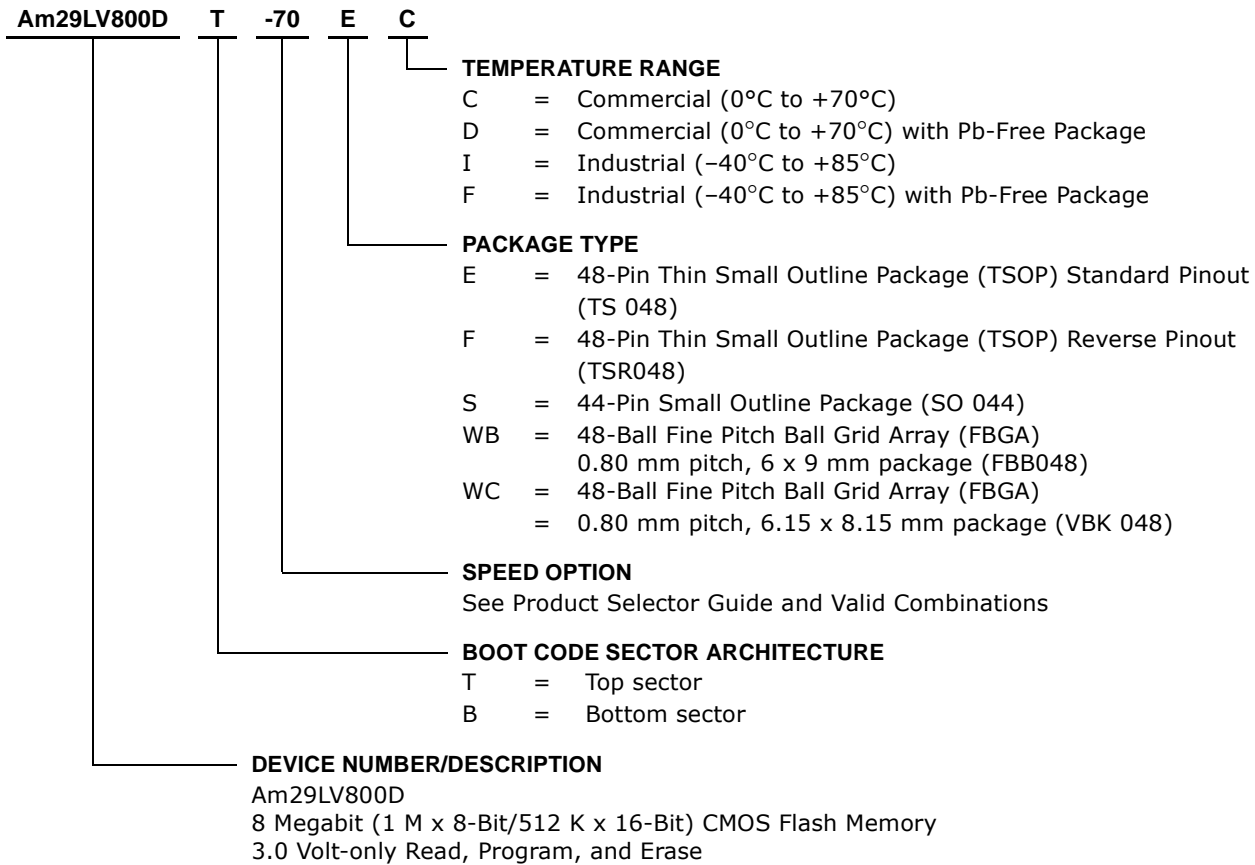 Am29LV800D T -70 E C
TEMPERATURE RANGE
C = Commercial (0°C to +70°C)
D = Commercial (0°C to +70°C) with Pb-Free Package
I = Industrial (–40°C to +85°C)
F = Industrial (–40°C to +85°C) with Pb-Free Package
PACKAGE TYPE
E = 48-Pin Thin Small Outline Package (TSOP) Standard Pinout
(TS 048)
F = 48-Pin Thin Small Outline Package (TSOP) Reverse Pinout
(TSR048)
S = 44-Pin Small Outline Package (SO 044)
WB = 48-Ball Fine Pitch Ball Grid Array (FBGA)
0.80 mm pitch, 6 x 9 mm package (FBB048)
WC = 48-Ball Fine Pitch Ball Grid Array (FBGA)
= 0.80 mm pitch, 6.15 x 8.15 mm package (VBK 048)
SPEED OPTION
See Product Selector Guide and Valid Combinations
BOOT CODE SECTOR ARCHITECTURE
T = Top sector
B = Bottom sector
DEVICE NUMBER/DESCRIPTION
Am29LV800D
8 Megabit (1 M x 8-Bit/512 K x 16-Bit) CMOS Flash Memory
3.0 Volt-only Read, Program, and Erase